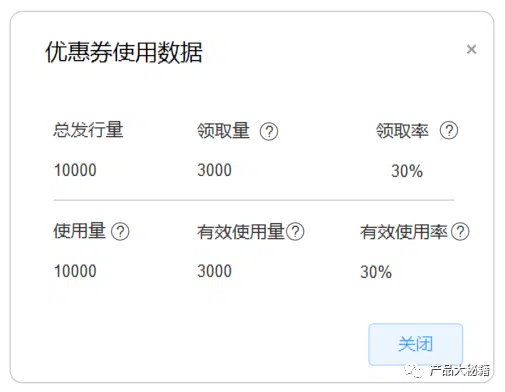 优惠券使用数据 ×
总发行量 领取量 ? 领取率 ?
10000 3000 30%
使用量 ? 有效使用量 ? 有效使用率 ?
10000 3000 30%
关闭
产品大秘籍